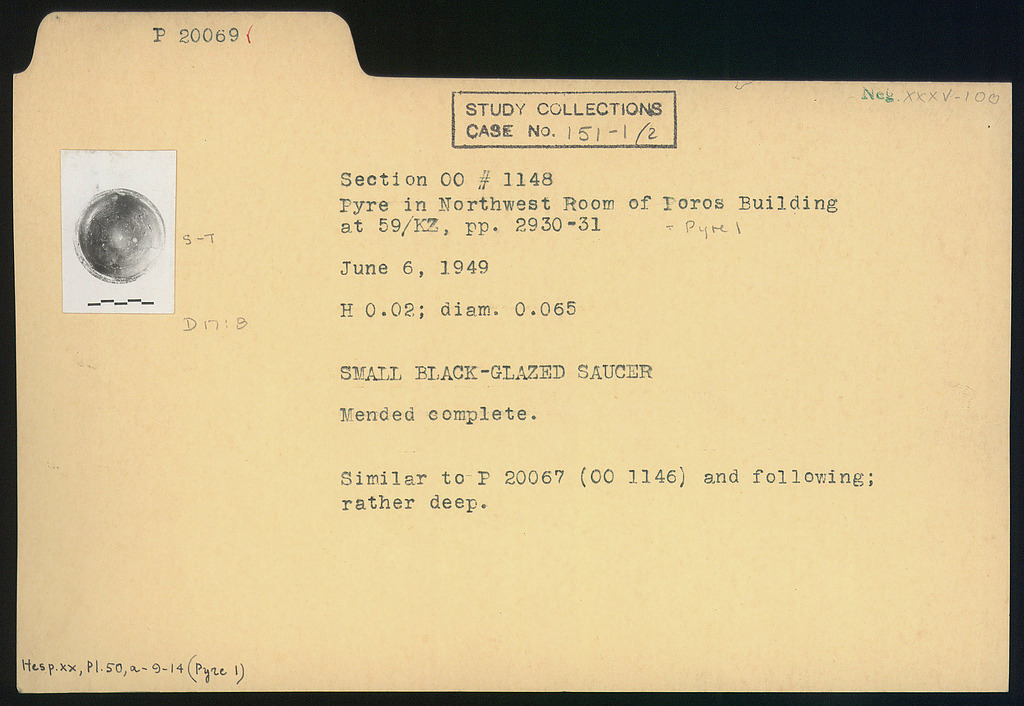 P 20069
Neg. XXXV-100
STUDY COLLECTIONS
CASE No. 151-1/2
Section OO # 1148
Pyre in Northwest Room of Poros Building
at 59/KZ, pp. 2930-31 = Pyre 1
S-T
June 6, 1949
H 0.02; diam. 0.065
D 17:3
SMALL BLACK-GLAZED SAUCER
Mended complete.
Similar to P 20067 (OO 1146) and following;
rather deep.
Hesp. xx, Pl. 50, a-9-14 (Pyre 1)